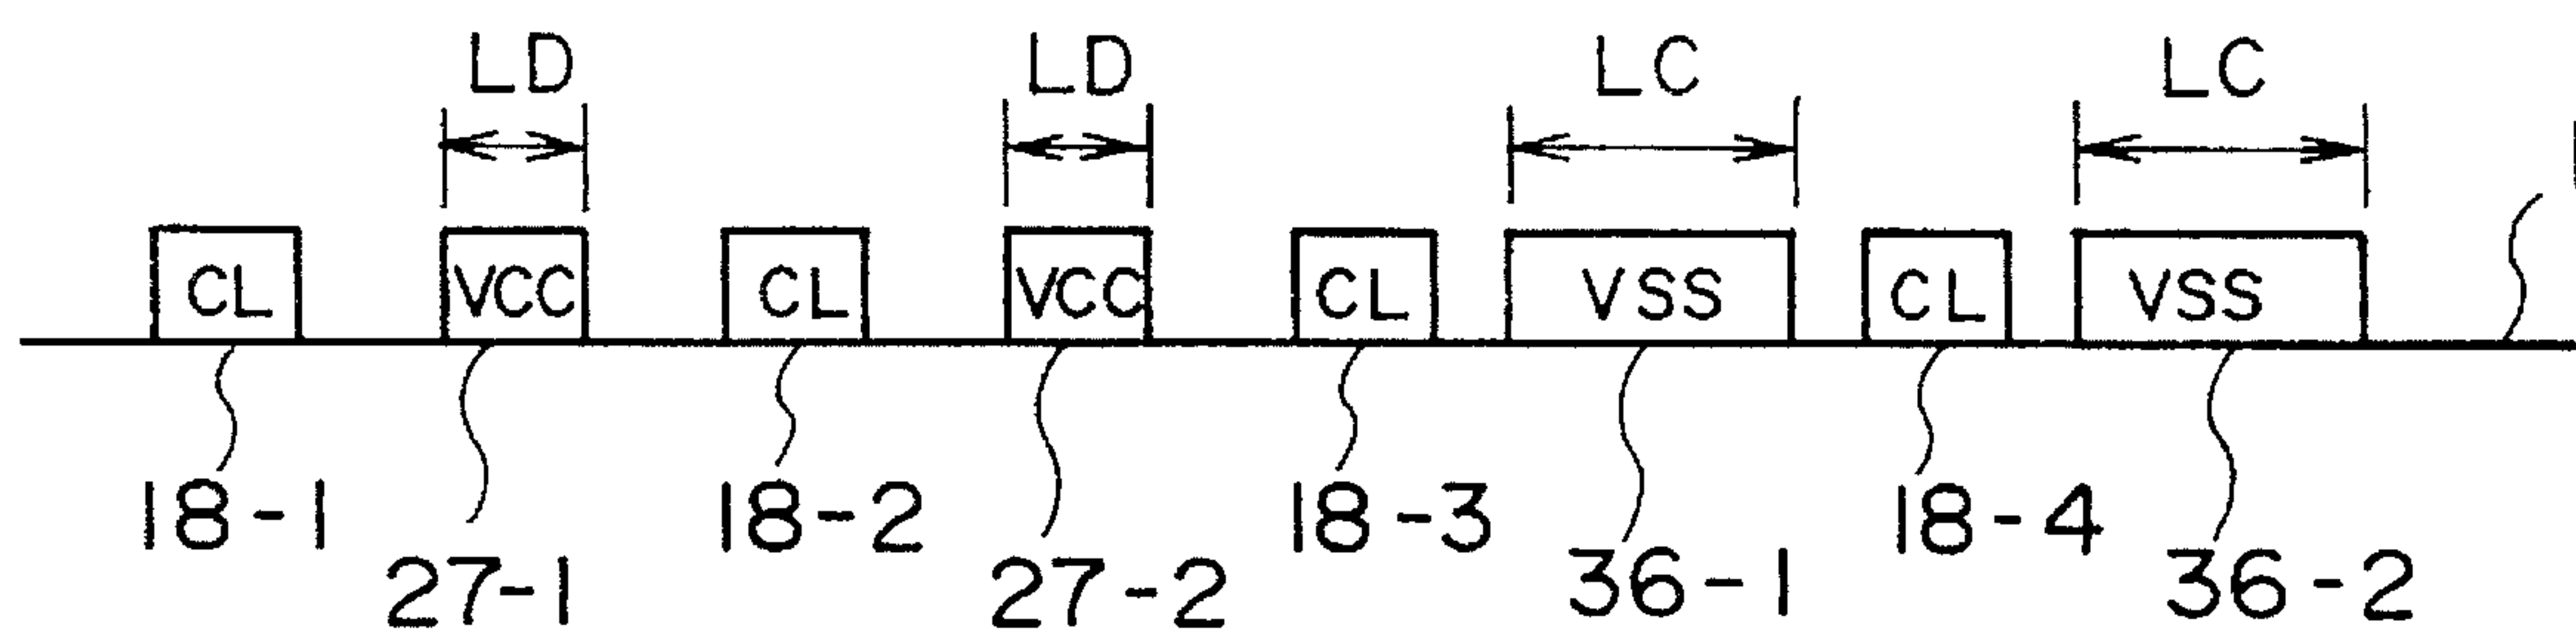 LD LD LC LC
CL VCC CL VCC CL VSS CL VSS
18-1 18-2 18-3 18-4
27-1 27-2 36-1 36-2